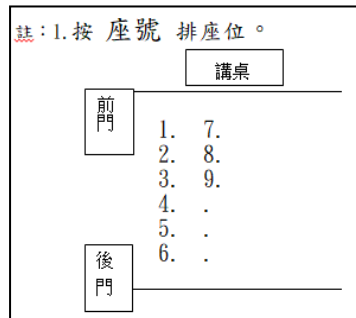 註：1.按 座號 排座位。
講桌
前門
1. 7.
2. 8.
3. 9.
4. .
5. .
6. .
後門